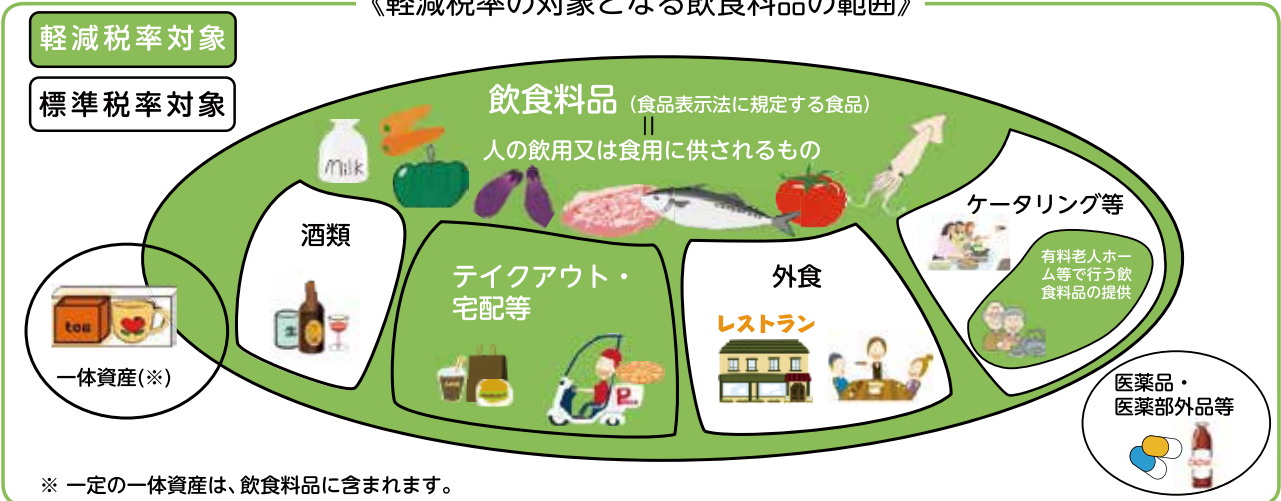 《軽減税率の対象となる飲食料品の範囲》
軽減税率対象
標準税率対象
飲食料品（食品表示法に規定する食品）
人の飲用又は食用に供されるもの
Milk
酒類
生
テイクアウト・
宅配等
外食
レストラン
ケータリング等
有料老人ホー
ム等で行う飲
食料品の提供
一体資産(※)
医薬品・
医薬部外品等
※ 一定の一体資産は、飲食料品に含まれます。